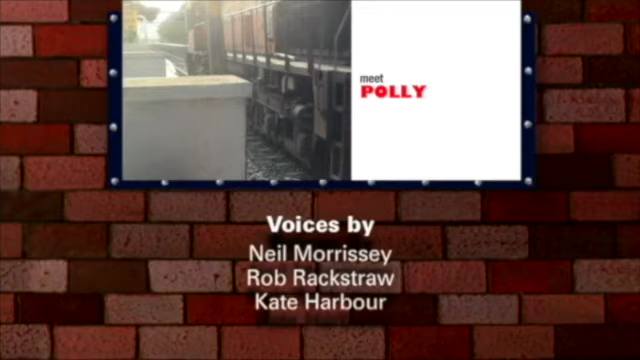 meet
POLLY
Voices by
Neil Morrissey
Rob Rackstraw
Kate Harbour